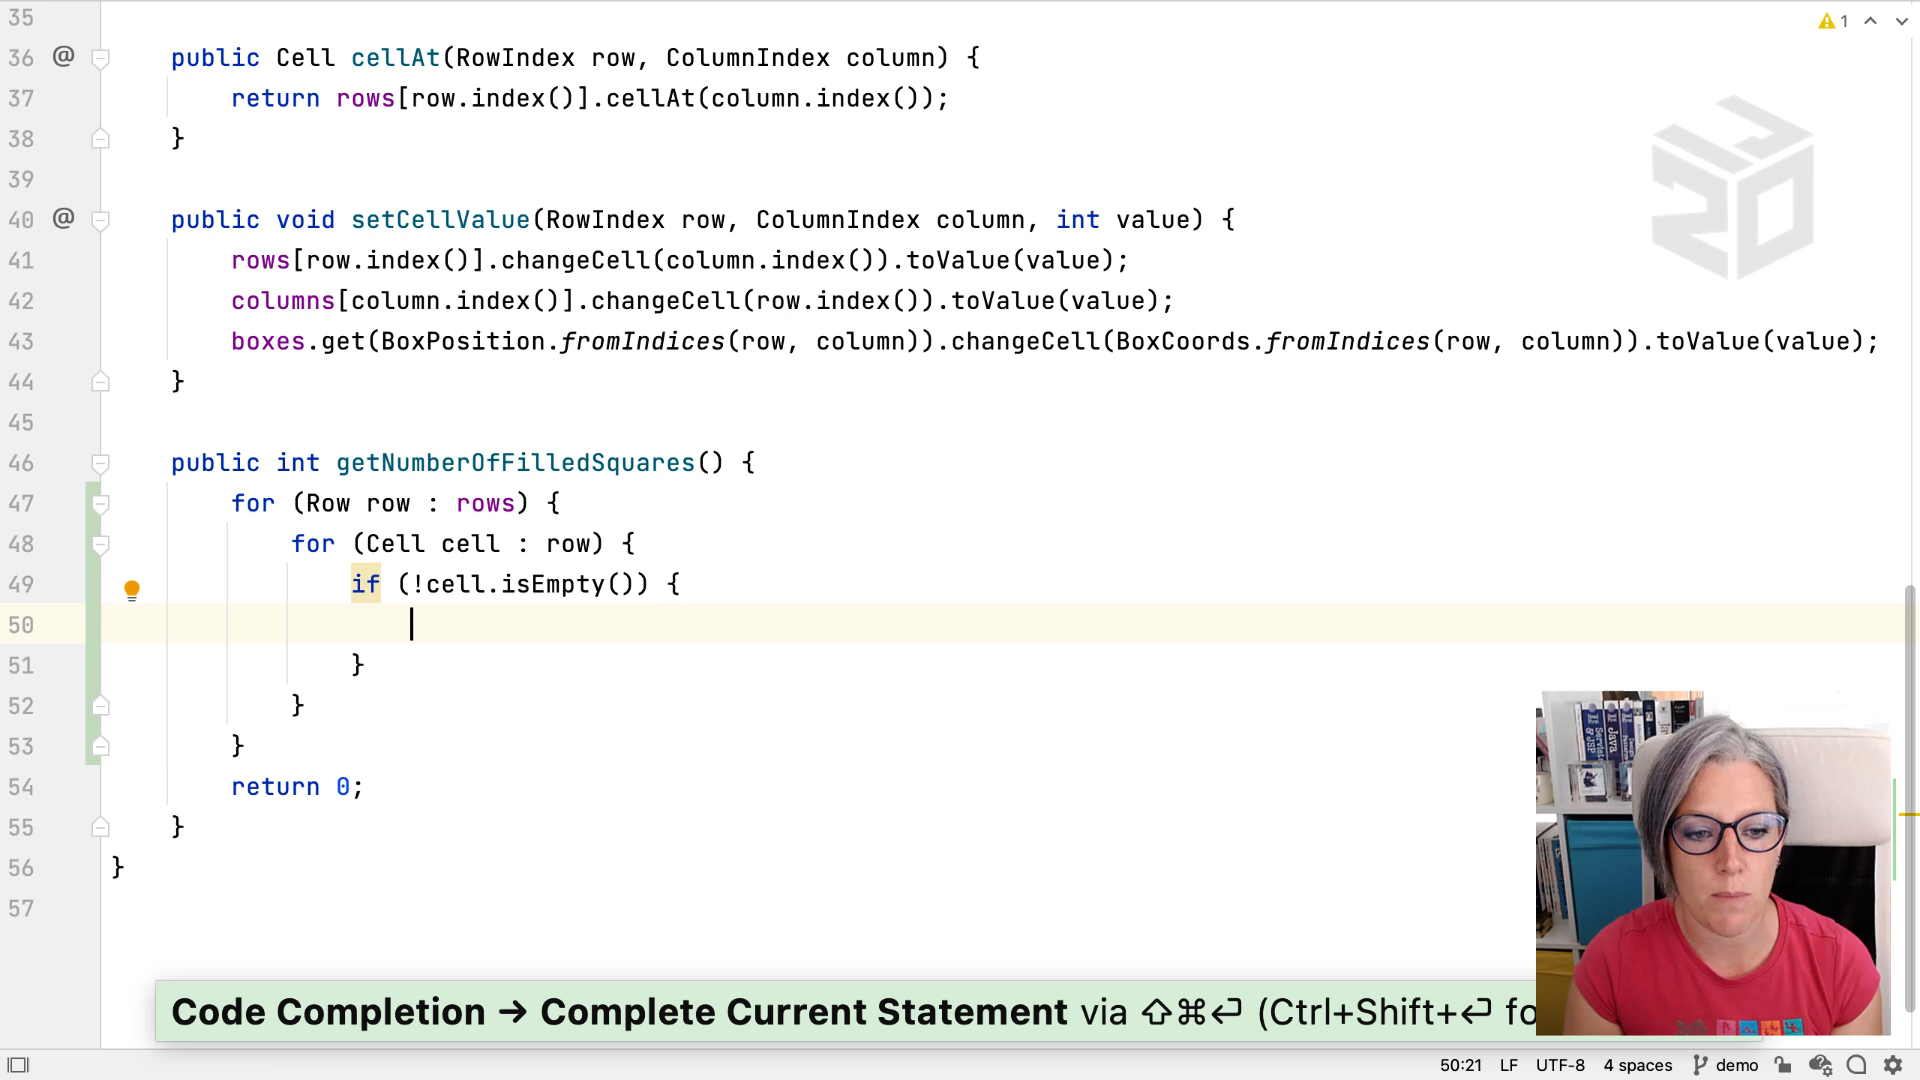 35
1
36 @ public Cell cellAt(RowIndex row, ColumnIndex column) {
37 return rows[row.index()].cellAt(column.index());
38 }
39
40 @ public void setCellValue(RowIndex row, ColumnIndex column, int value) {
41 rows[row.index()].changeCell(column.index()).toValue(value);
42 columns[column.index()].changeCell(row.index()).toValue(value);
43 boxes.get(BoxPosition.fromIndices(row, column)).changeCell(BoxCoords.fromIndices(row, column)).toValue(value);
44 }
45
46 public int getNumberOfFilledSquares() {
47 for (Row row : rows) {
48 for (Cell cell : row) {
49 if (!cell.isEmpty()) {
50
51 }
52 }
53 }
54 return 0;
55 }
56 }
57
Code Completion → Complete Current Statement via ⇧⌘⏎ (Ctrl+Shift+⏎ fo
50:21 LF UTF-8 4 spaces demo